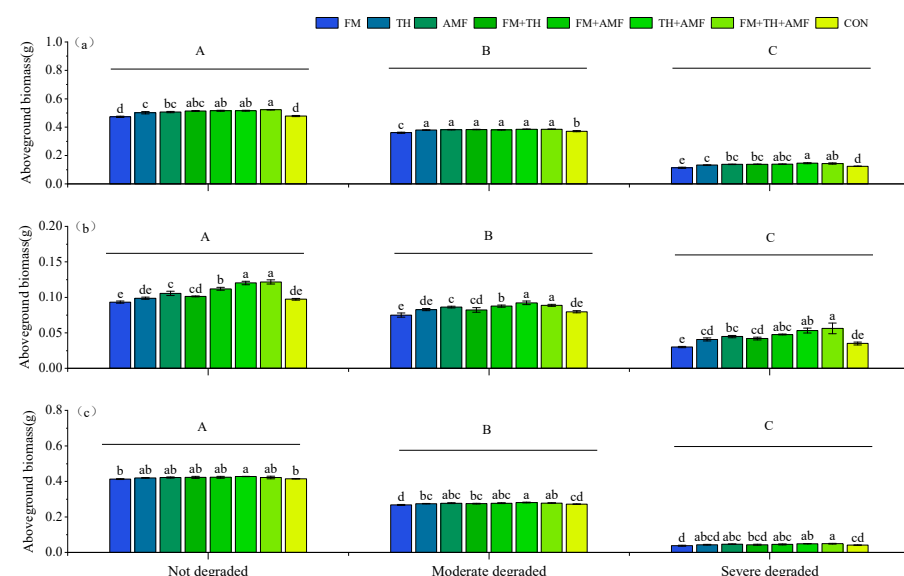 FM TH AMF FM+TH FM+AMF TH+AMF FM+TH+AMF CON
（a）
Aboveground biomass(g)
1.0
0.8
0.6
0.4
0.2
0.0
A B C
d c bc abc ab ab a d
c a a a a a a b
e c bc bc bc a ab d
（b）
Aboveground biomass(g)
0.20
0.15
0.10
0.05
0.00
A B C
e de c cd b a a de
e de c cd b a ab de
e cd bc cd abc ab a de
（c）
Aboveground biomass(g)
0.8
0.6
0.4
0.2
0.0
A B C
b ab ab ab ab a ab b
d bc abc bc abc a ab cd
d abcd abc bcd abc ab a cd
Not degraded Moderate degraded Severe degraded